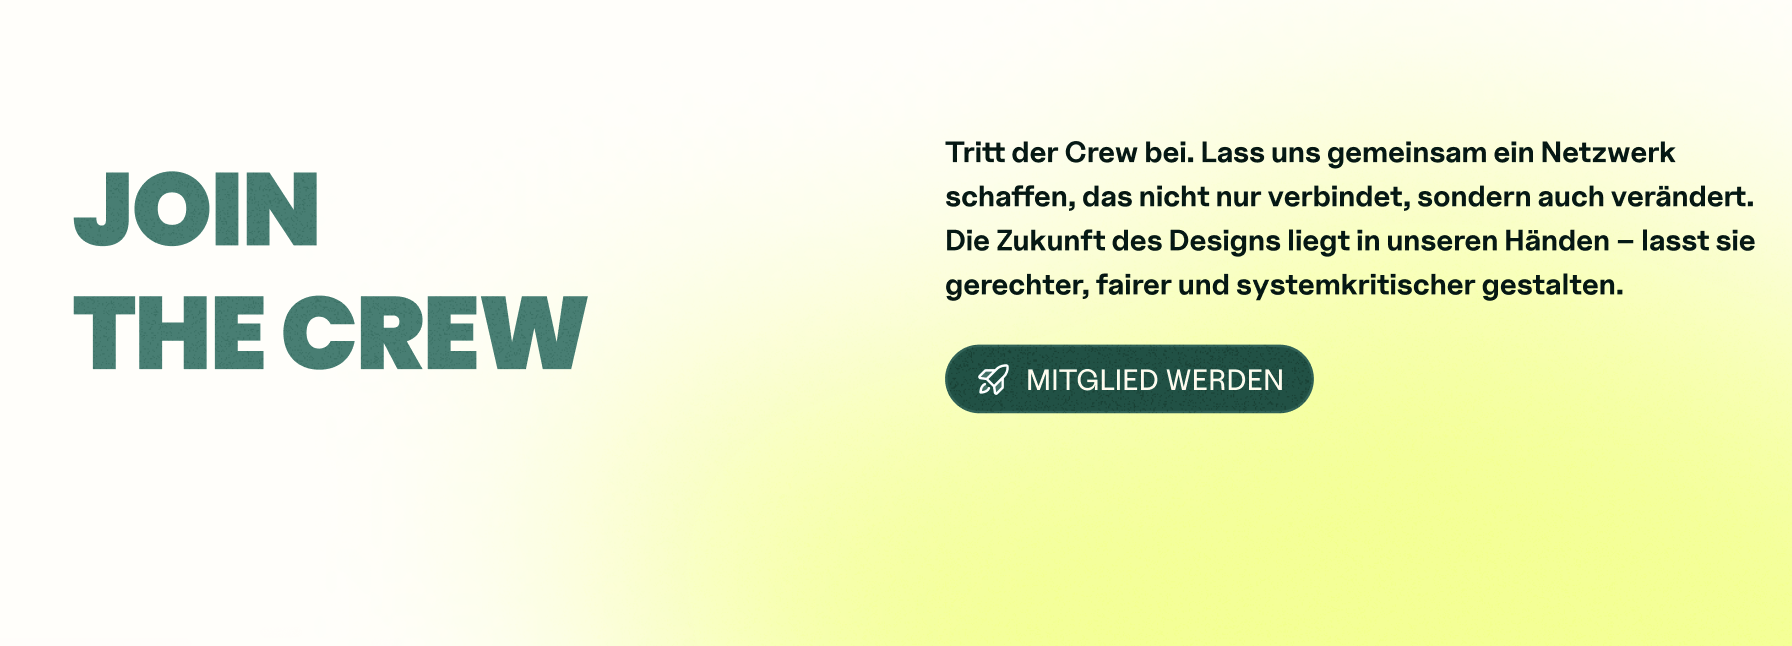 JOIN
THE CREW
Tritt der Crew bei. Lass uns gemeinsam ein Netzwerk
schaffen, das nicht nur verbindet, sondern auch verändert.
Die Zukunft des Designs liegt in unseren Händen – lasst sie
gerechter, fairer und systemkritischer gestalten.
MITGLIED WERDEN